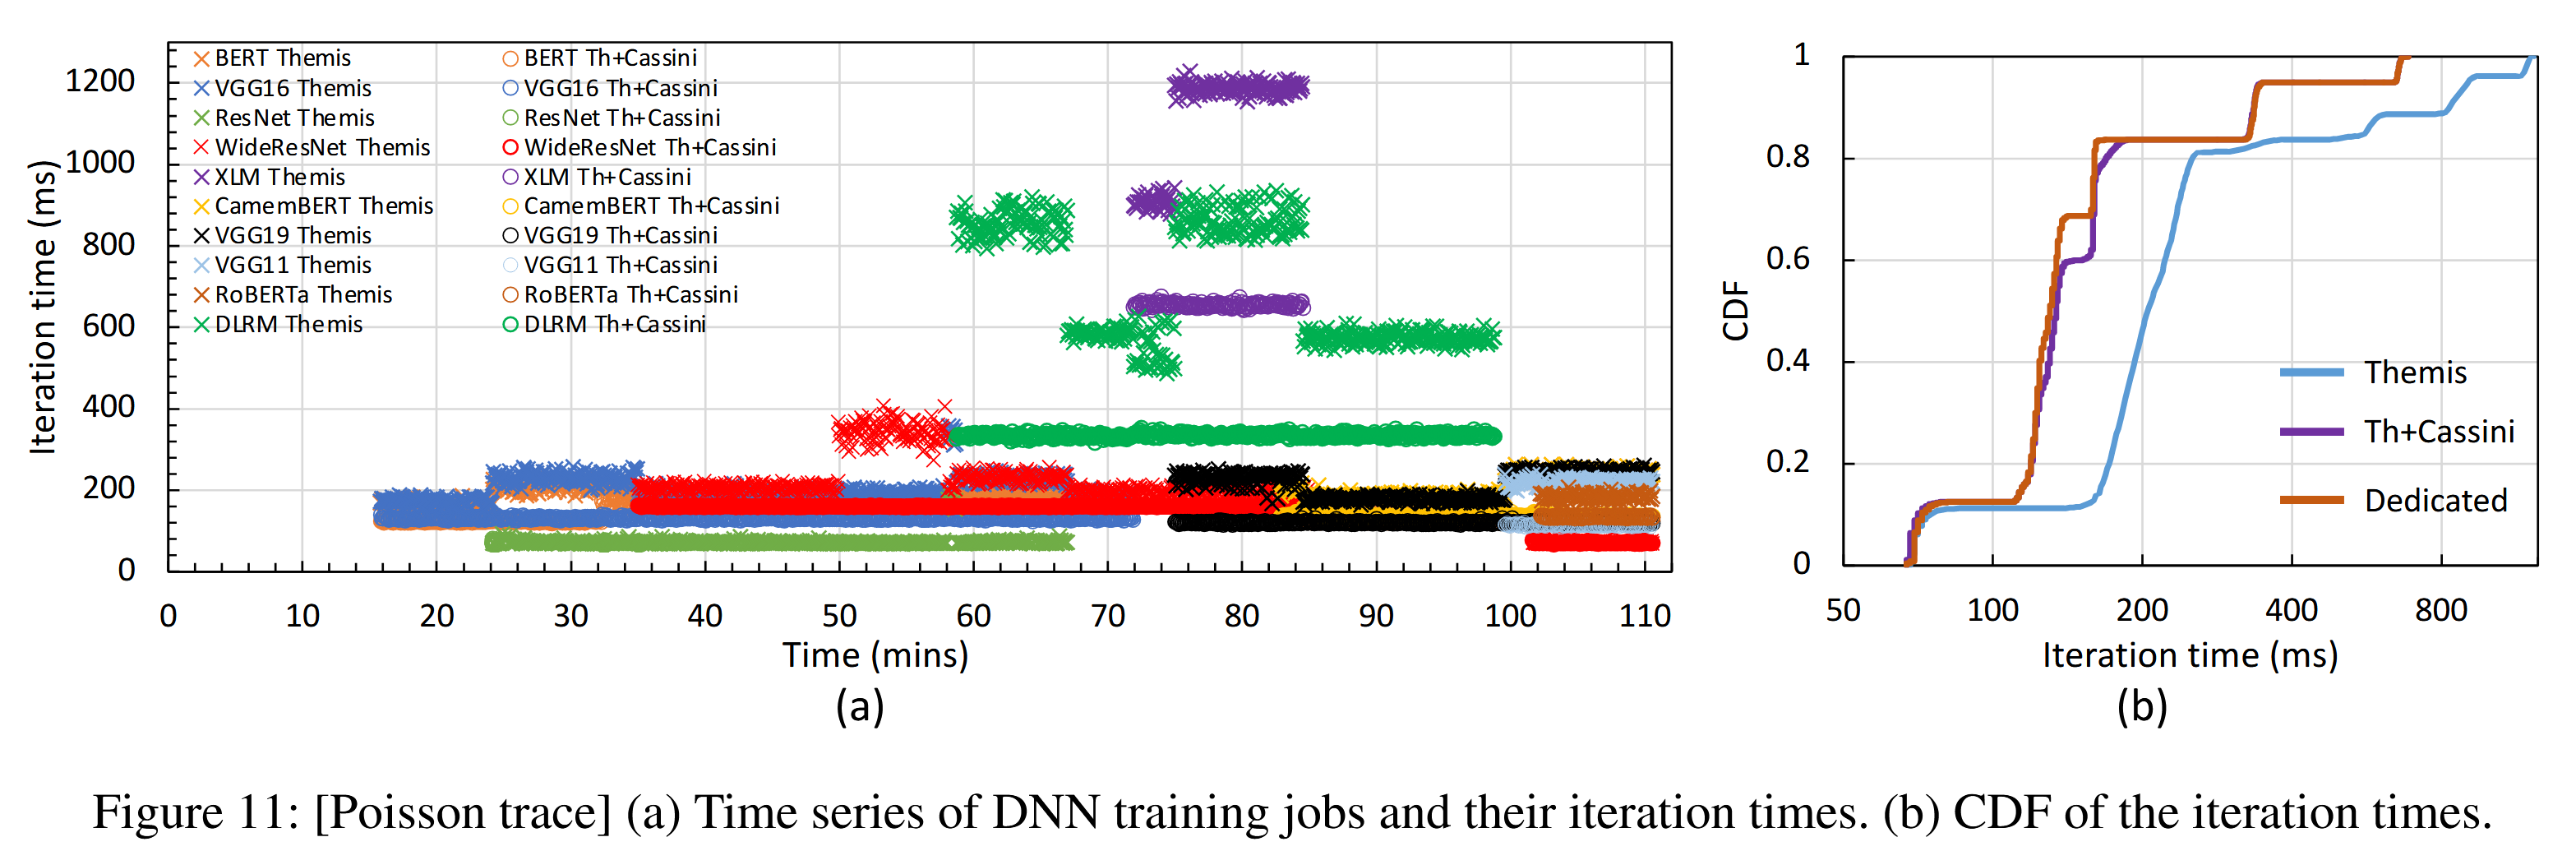 BERT Themis
BERT Th+Cassini
VGG16 Themis
VGG16 Th+Cassini
ResNet Themis
ResNet Th+Cassini
WideResNet Themis
WideResNet Th+Cassini
XLM Themis
XLM Th+Cassini
CamemBERT Themis
CamemBERT Th+Cassini
VGG19 Themis
VGG19 Th+Cassini
VGG11 Themis
VGG11 Th+Cassini
RoBERTa Themis
RoBERTa Th+Cassini
DLRM Themis
DLRM Th+Cassini
Iteration time (ms)
1200
1000
800
600
400
200
0
0 10 20 30 40 50 60 70 80 90 100 110
Time (mins)
(a)
CDF
1
0.8
0.6
0.4
0.2
0
Themis
Th+Cassini
Dedicated
50 100 200 400 800
Iteration time (ms)
(b)
Figure 11: [Poisson trace] (a) Time series of DNN training jobs and their iteration times. (b) CDF of the iteration times.